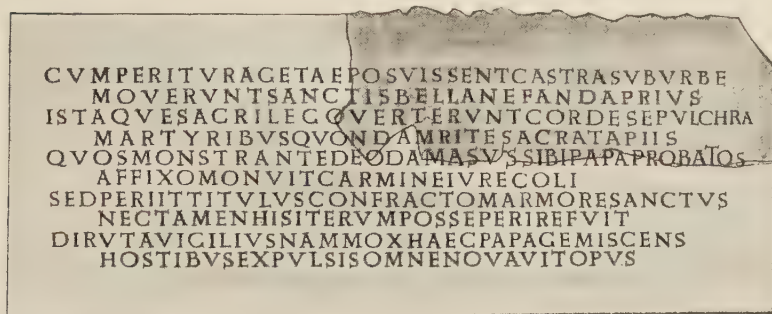 CVMPERITVRAGETAEPOSVISSENTCASTRASVBVRBE
MOVERVNTSANCTISBELLANEFANDAPRIVS
ISTAQVESACRILEGOVERTERVNTCORDESEPVLCHRA
MARTYRIBVSQVONDAMRITESACRATAPIIS
QVOSMONSTRANTEDEODAMASVSSIBIPAPAPROBATOS
AFFIXOMONVITCARMINEIVRECOLI
SEDPERIITTITVLVSCONFRACTOMARMORESANCTVS
NECTAMENHISITERVMPOSSEPERIREFVIT
DIRVTAVIGILIVSNAMMOXHAECPAPAGEMISCENS
HOSTIBVSEXPVLSISOMNENOVAVITOPVS